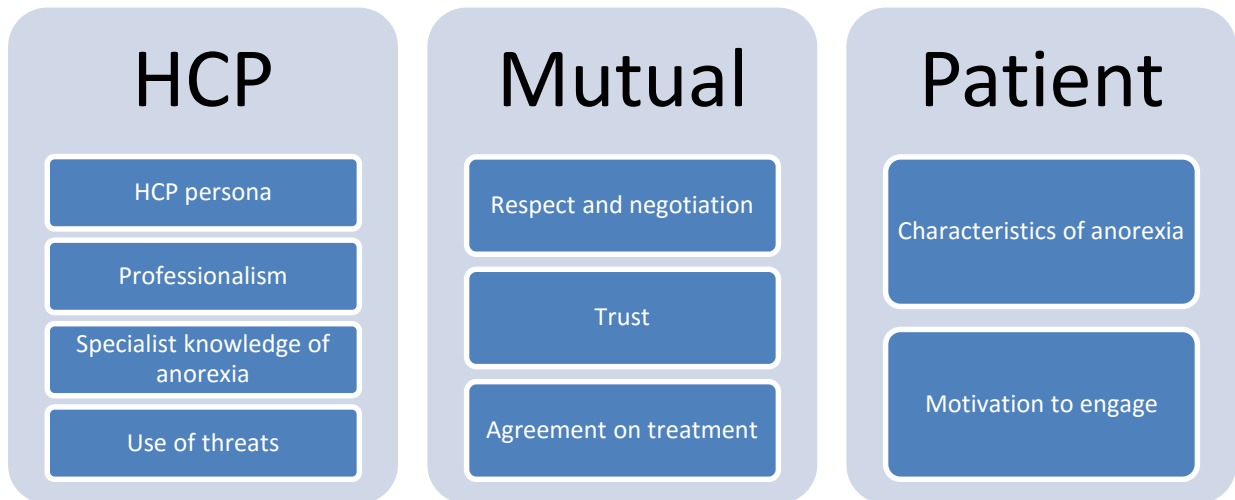 HCP
HCP persona
Professionalism
Specialist knowledge of
anorexia
Use of threats
Mutual
Respect and negotiation
Trust
Agreement on treatment
Patient
Characteristics of anorexia
Motivation to engage